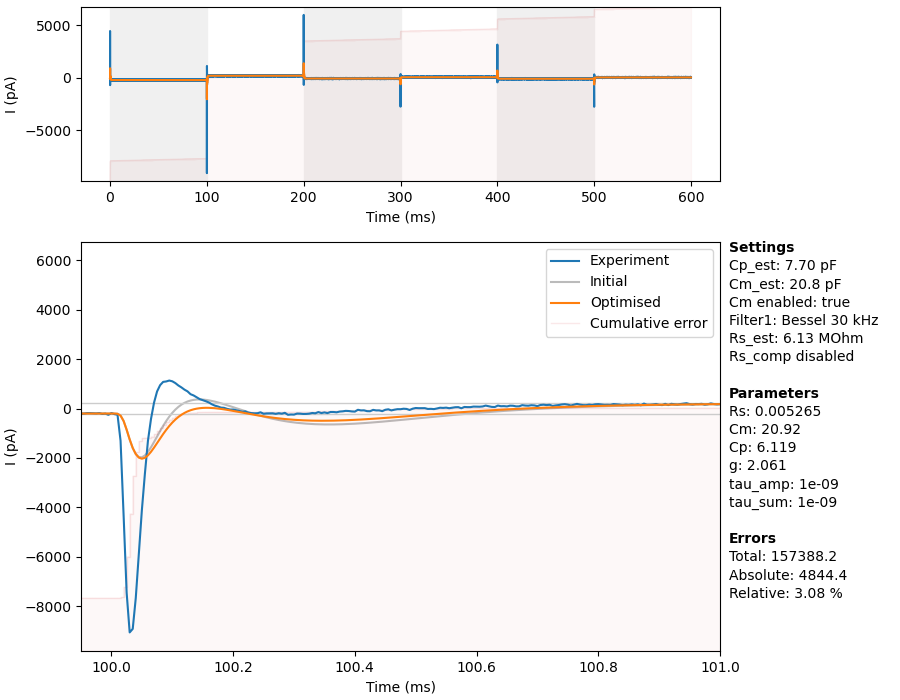 5000
0
−5000
I (pA)
0 100 200 300 400 500 600
Time (ms)
6000
4000
2000
0
−2000
−4000
−6000
−8000
I (pA)
100.0 100.2 100.4 100.6 100.8 101.0
Time (ms)
Experiment
Initial
Optimised
Cumulative error
Settings
Cp_est: 7.70 pF
Cm_est: 20.8 pF
Cm enabled: true
Filter1: Bessel 30 kHz
Rs_est: 6.13 MOhm
Rs_comp disabled
Parameters
Rs: 0.005265
Cm: 20.92
Cp: 6.119
g: 2.061
tau_amp: 1e-09
tau_sum: 1e-09
Errors
Total: 157388.2
Absolute: 4844.4
Relative: 3.08 %